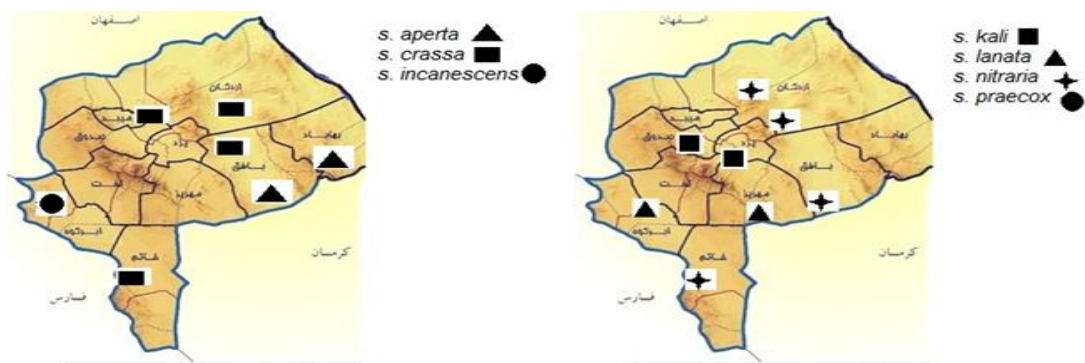 اصفهان
s. aperta
s. crassa
s. incanescens
اردکان
میبد
صدوق
یزد
بافق
بهاباد
تفت
مهریز
ابرکوه
خاتم
کرمان
فارس
اصفهان
s. kali
s. lanata
s. nitraria
s. praecox
اردکان
میبد
صدوق
یزد
بافق
بهاباد
تفت
مهریز
ابرکوه
خاتم
کرمان
فارس